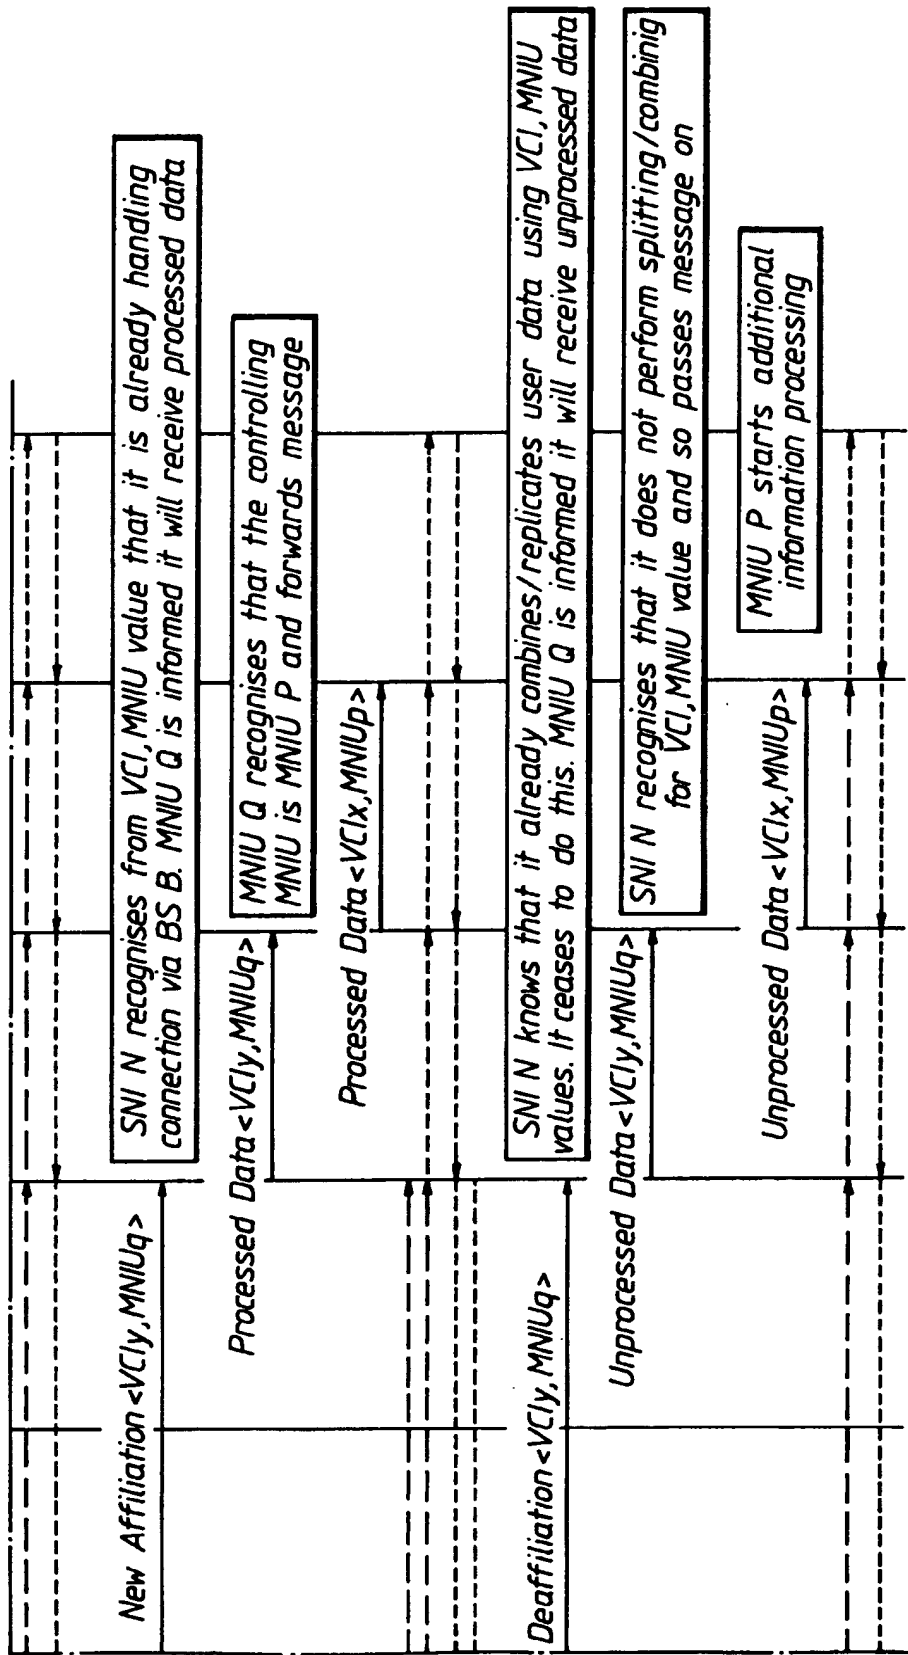 New Affiliation<VCIy,MNIUq>
SNI N recognises from VCI,MNIU value that it is already handling
connection via BS B. MNIU Q is informed it will receive processed data
Processed Data<VCIy,MNIUq>
MNIU Q recognises that the controlling
MNIU is MNIU P and forwards message
Processed Data<VCIx,MNIUp>
Deaffiliation<VCIy,MNIUq>
SNI N knows that it already combines/replicates user data using VCI,MNIU
values. It ceases to do this. MNIU Q is informed it will receive unprocessed data
Unprocessed Data<VCIy,MNIUq>
SNI N recognises that it does not perform splitting/combinig
for VCI,MNIU value and so passes message on
Unprocessed Data<VCIx,MNIUp>
MNIU P starts additional
information processing